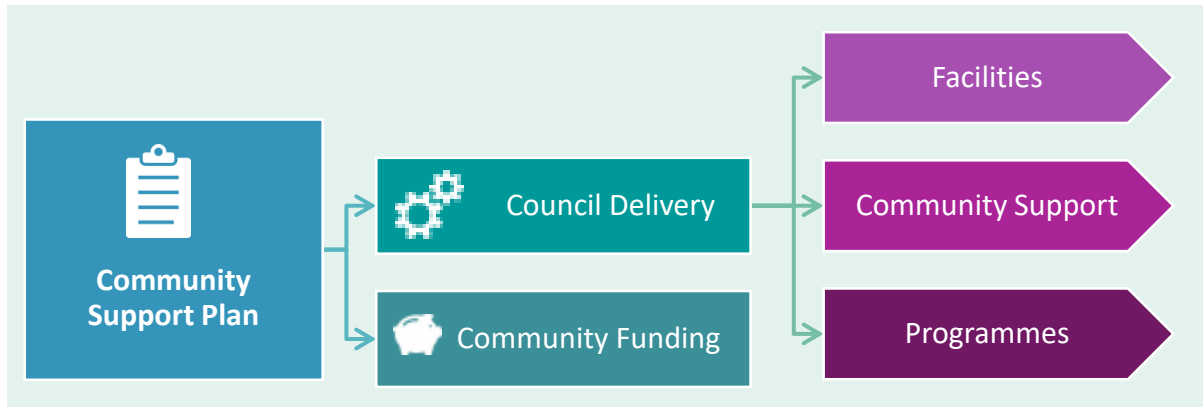 Community
Support Plan
Council Delivery
Community Funding
Facilities
Community Support
Programmes